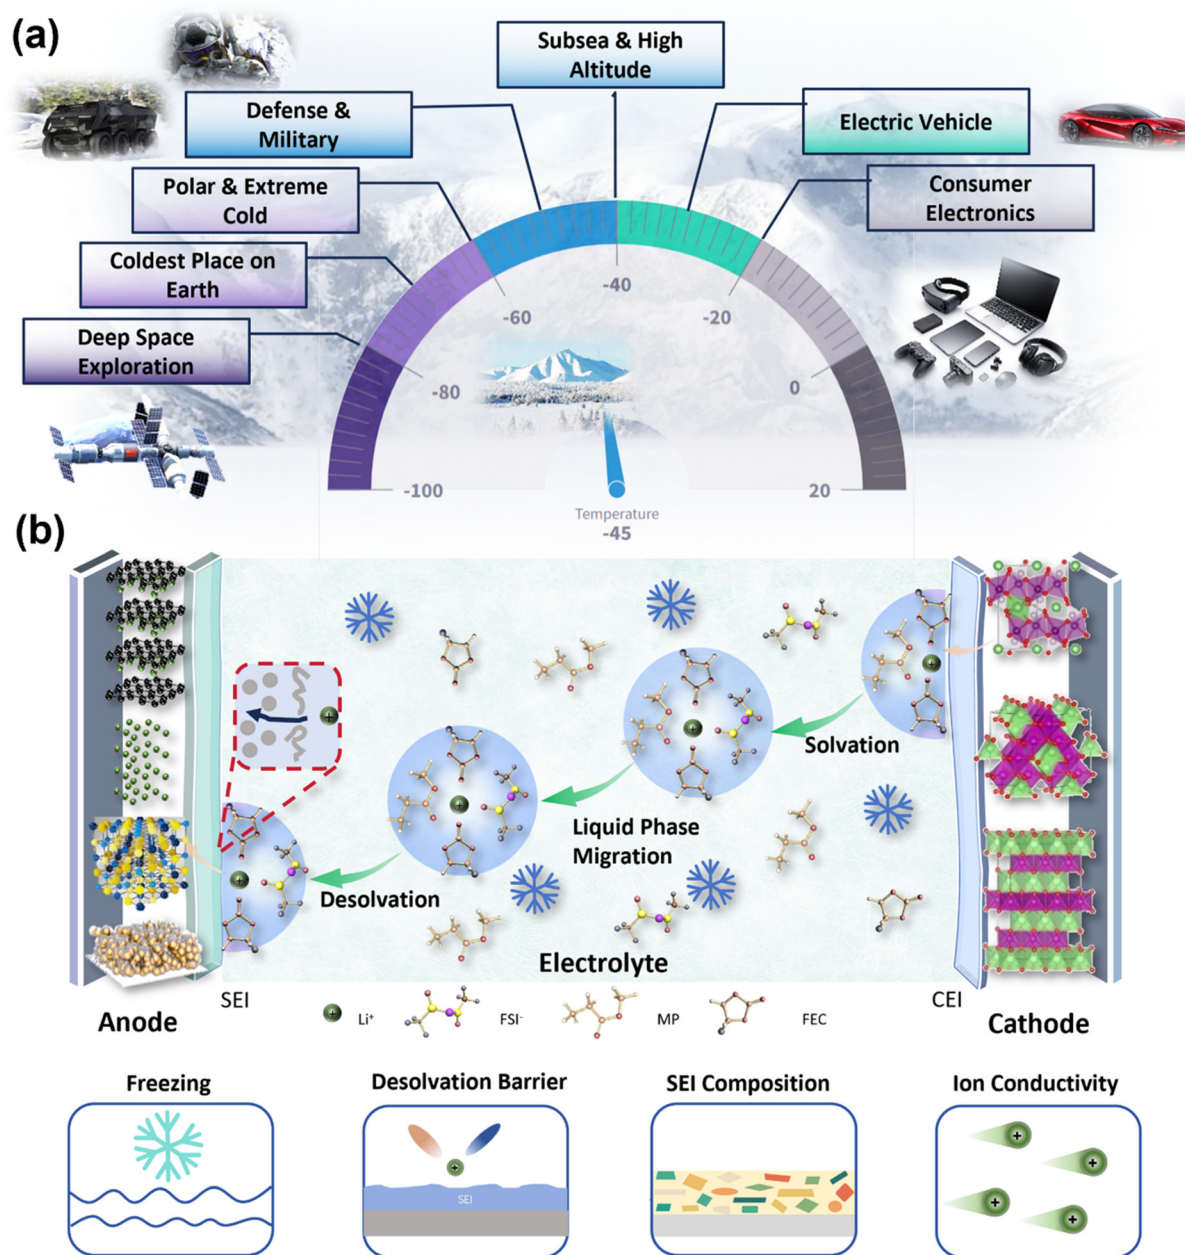 (a)
Subsea & High
Altitude
Defense &
Military
Electric Vehicle
Polar & Extreme
Cold
Consumer
Electronics
Coldest Place on
Earth
Deep Space
Exploration
-40
-60
-20
-80
0
-100
20
Temperature
-45
(b)
Solvation
Liquid Phase
Migration
Desolvation
Electrolyte
SEI
CEI
Anode
Cathode
Li⁺
FSI⁻
MP
FEC
Freezing
Desolvation Barrier
SEI Composition
Ion Conductivity
SEI